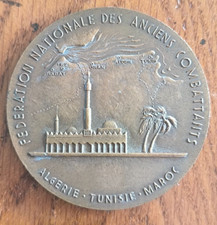 FEDERATION NATIONALE DES ANCIENS COMBATTANTS
ALGERIE · TUNISIE · MAROC